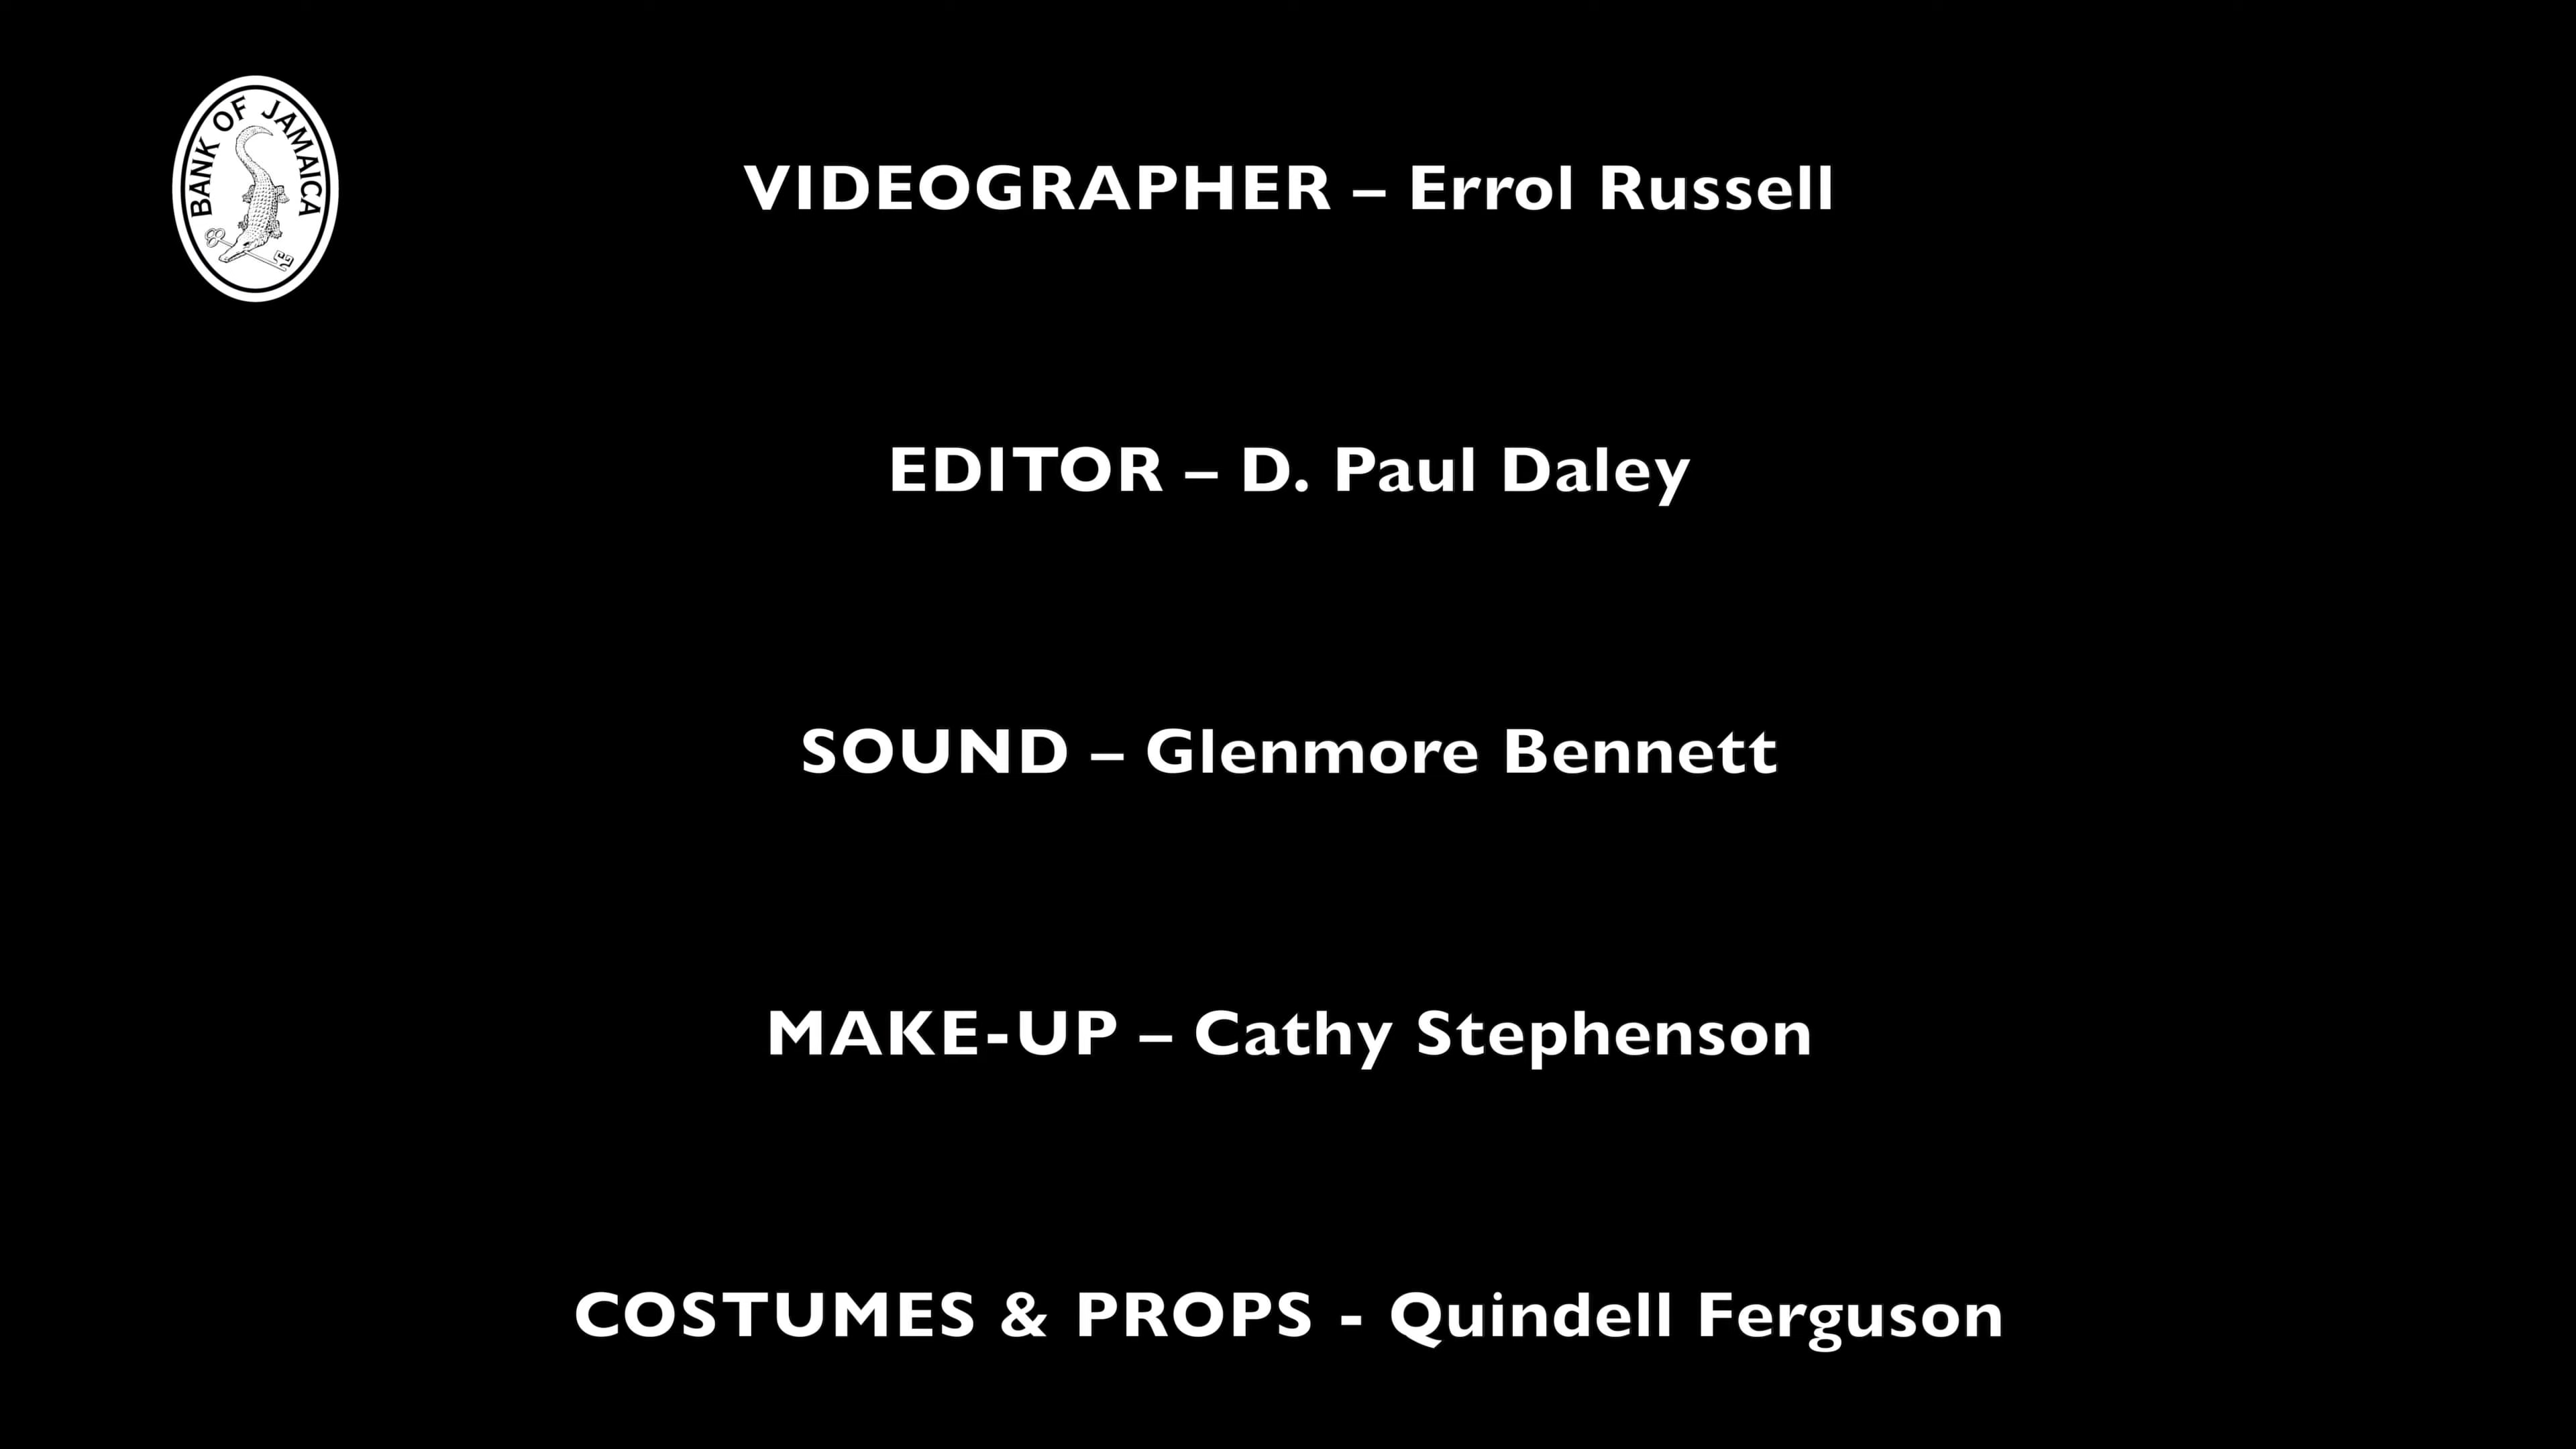 BANK OF JAMAICA
VIDEOGRAPHER – Errol Russell
EDITOR – D. Paul Daley
SOUND – Glenmore Bennett
MAKE-UP – Cathy Stephenson
COSTUMES & PROPS - Quindell Ferguson